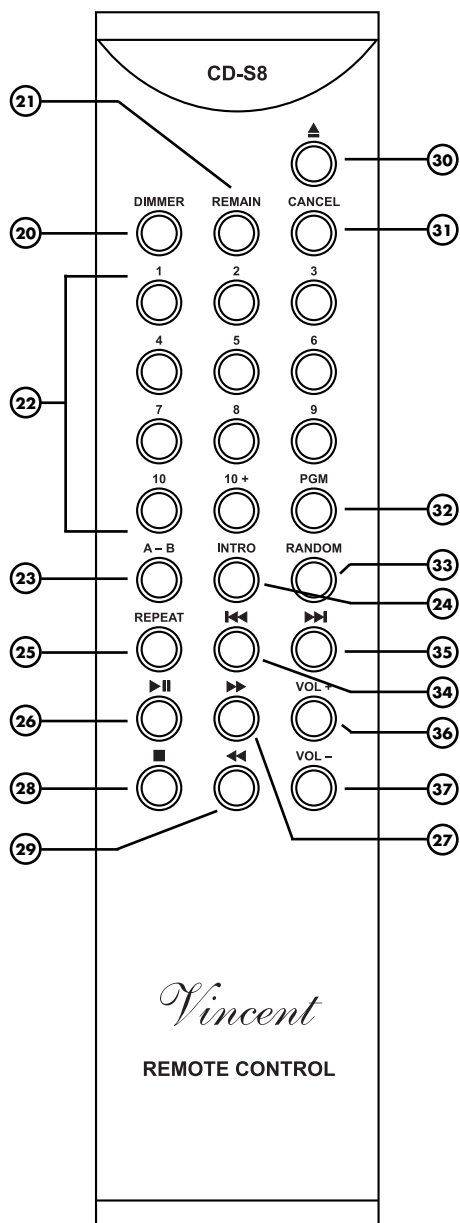 CD-S8
21
30
DIMMER REMAIN CANCEL
20
31
1 2 3
4 5 6
22
7 8 9
10 10 + PGM
32
A – B INTRO RANDOM
23
33
24
REPEAT
25
35
34
VOL +
26
36
VOL –
28
37
29
27
Vincent
REMOTE CONTROL